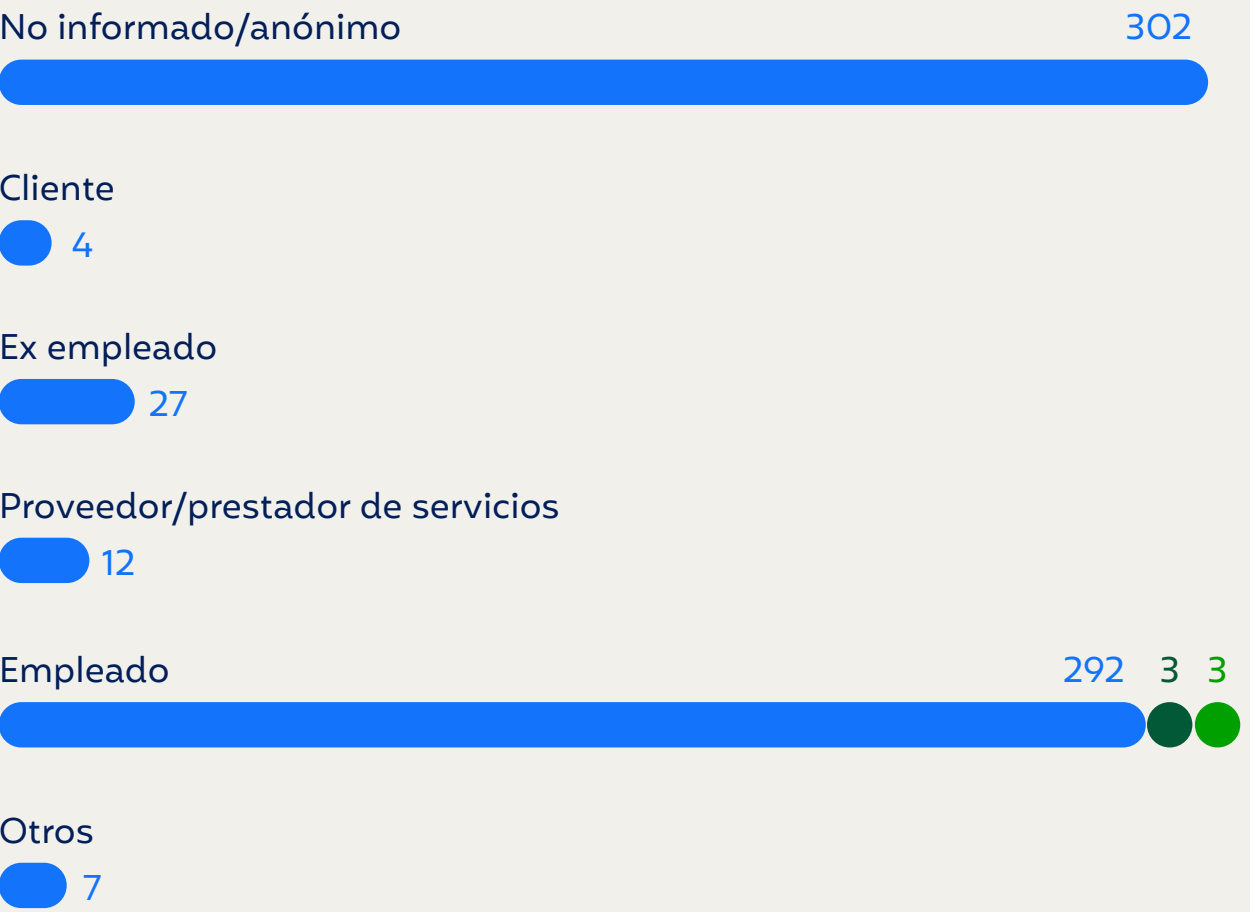 No informado/anónimo 302
Cliente
4
Ex empleado
27
Proveedor/prestador de servicios
12
Empleado 292 3 3
Otros
7